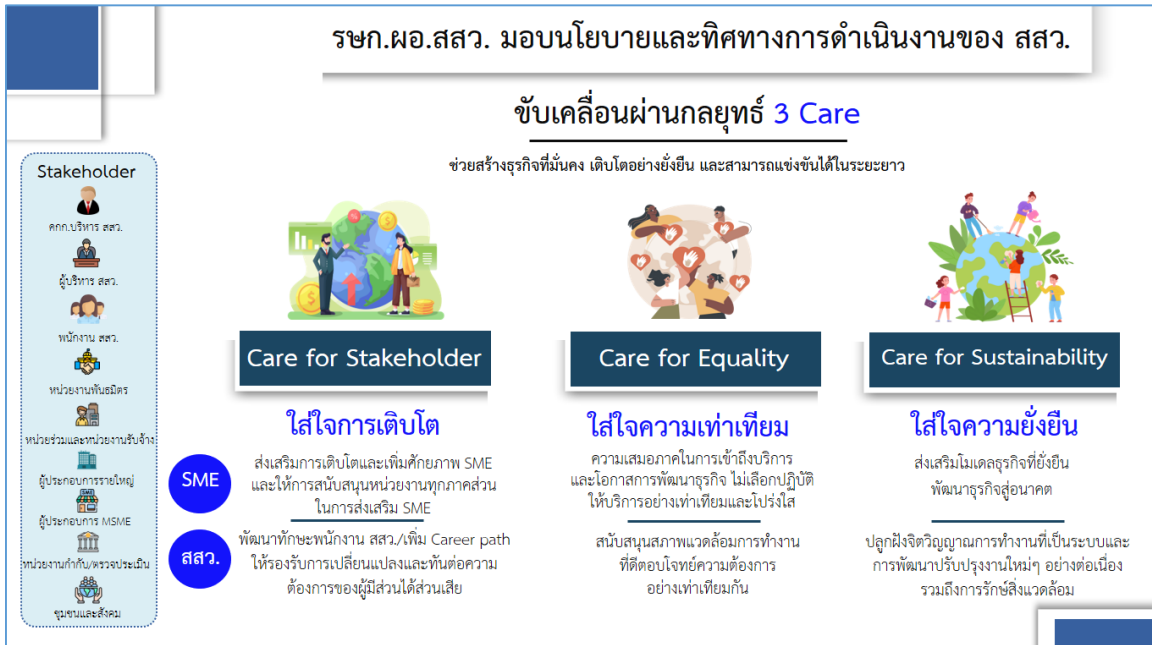 รษก.ผอ.สสว. มอบนโยบายและทิศทางการดำเนินงานของ สสว.
ขับเคลื่อนผ่านกลยุทธ์ 3 Care
ช่วยสร้างธุรกิจที่มั่นคง เติบโตอย่างยั่งยืน และสามารถแข่งขันได้ในระยะยาว
Stakeholder
คกก.บริหาร สสว.
ผู้บริหาร สสว.
พนักงาน สสว.
หน่วยงานพันธมิตร
หน่วยร่วมและหน่วยงานรับจ้าง
ผู้ประกอบการรายใหญ่
ผู้ประกอบการ MSME
หน่วยงานกำกับ/ตรวจประเมิน
ชุมชนและสังคม
Care for Stakeholder
ใส่ใจการเติบโต
SME
ส่งเสริมการเติบโตและเพิ่มศักยภาพ SME
และให้การสนับสนุนหน่วยงานทุกภาคส่วน
ในการส่งเสริม SME
สสว.
พัฒนาทักษะพนักงาน สสว./เพิ่ม Career path
ให้รองรับการเปลี่ยนแปลงและทันต่อความ
ต้องการของผู้มีส่วนได้ส่วนเสีย
Care for Equality
ใส่ใจความเท่าเทียม
ความเสมอภาคในการเข้าถึงบริการ
และโอกาสการพัฒนาธุรกิจ ไม่เลือกปฏิบัติ
ให้บริการอย่างเท่าเทียมและโปร่งใส
สนับสนุนสภาพแวดล้อมการทำงาน
ที่ดีตอบโจทย์ความต้องการ
อย่างเท่าเทียมกัน
Care for Sustainability
ใส่ใจความยั่งยืน
ส่งเสริมโมเดลธุรกิจที่ยั่งยืน
พัฒนาธุรกิจสู่อนาคต
ปลูกฝังจิตวิญญาณการทำงานที่เป็นระบบและ
การพัฒนาปรับปรุงงานใหม่ๆ อย่างต่อเนื่อง
รวมถึงการรักษ์สิ่งแวดล้อม